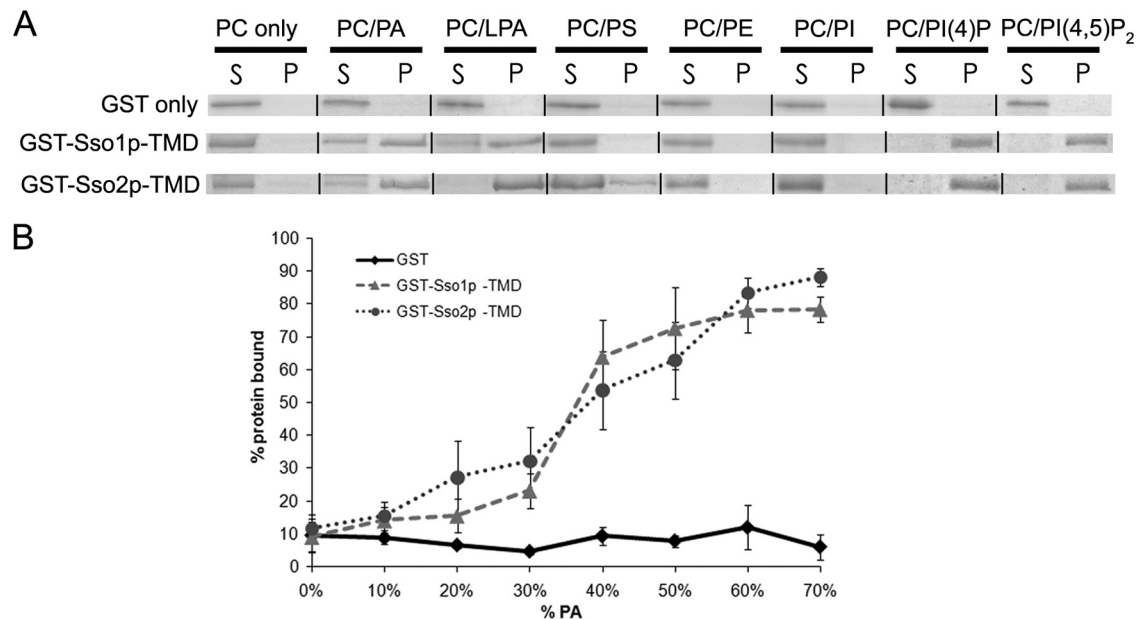 A
PC only PC/PA PC/LPA PC/PS PC/PE PC/PI PC/PI(4)P PC/PI(4,5)P2
S P S P S P S P S P S P S P S P
GST only
GST-Sso1p-TMD
GST-Sso2p-TMD
B
100
90
80
70
60
50
40
30
20
10
0
% protein bound
GST
GST-Sso1p -TMD
GST-Sso2p -TMD
0% 10% 20% 30% 40% 50% 60% 70%
% PA